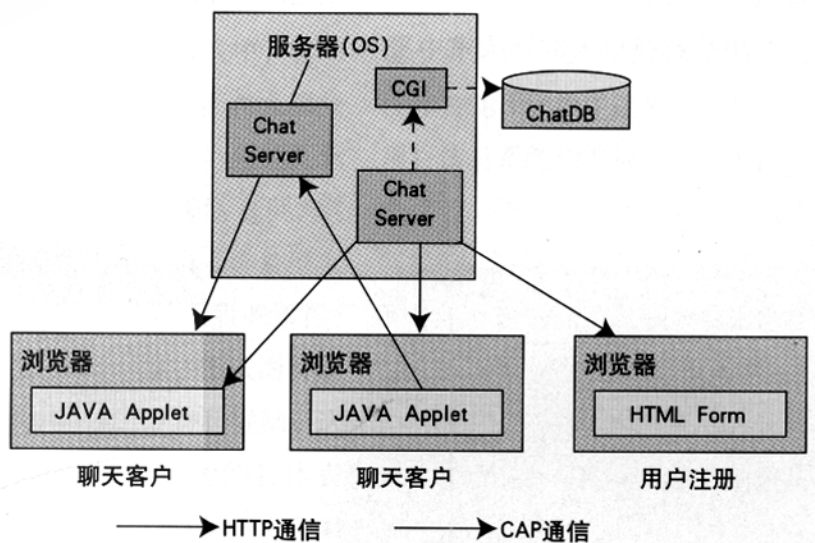 服务器(OS)
CGI
ChatDB
Chat
Server
Chat
Server
浏览器
JAVA Applet
浏览器
JAVA Applet
浏览器
HTML Form
聊天客户
聊天客户
用户注册
HTTP通信
CAP通信